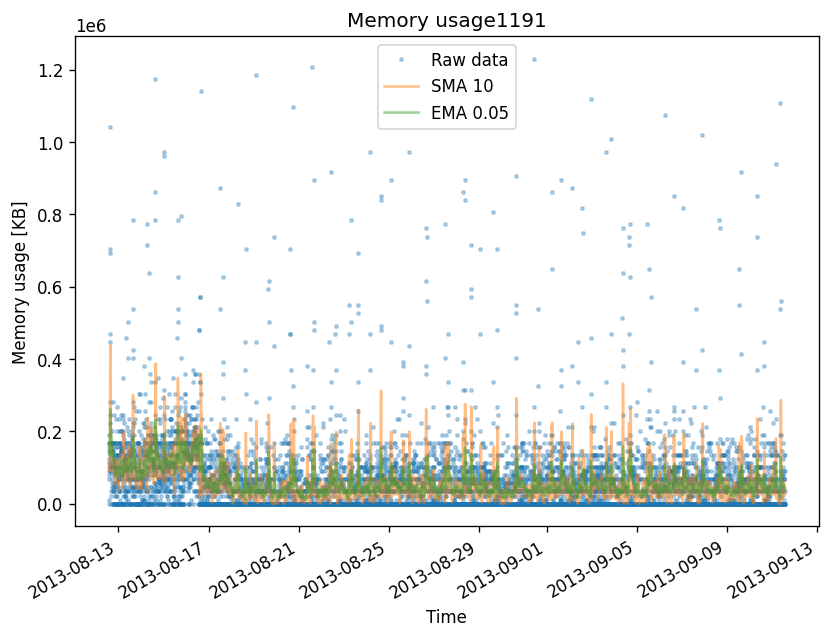 Memory usage1191
1e6
Raw data
SMA 10
EMA 0.05
1.2
1.0
0.8
0.6
0.4
0.2
0.0
Memory usage [KB]
2013-08-13
2013-08-17
2013-08-21
2013-08-25
2013-08-29
2013-09-01
2013-09-05
2013-09-09
2013-09-13
Time